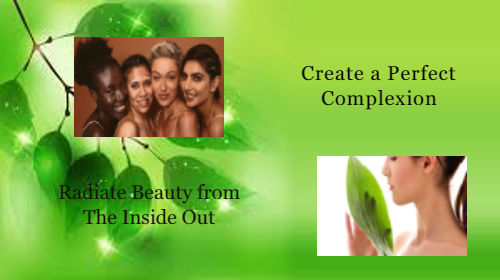 Create a Perfect
Complexion
Radiate Beauty from
The Inside Out